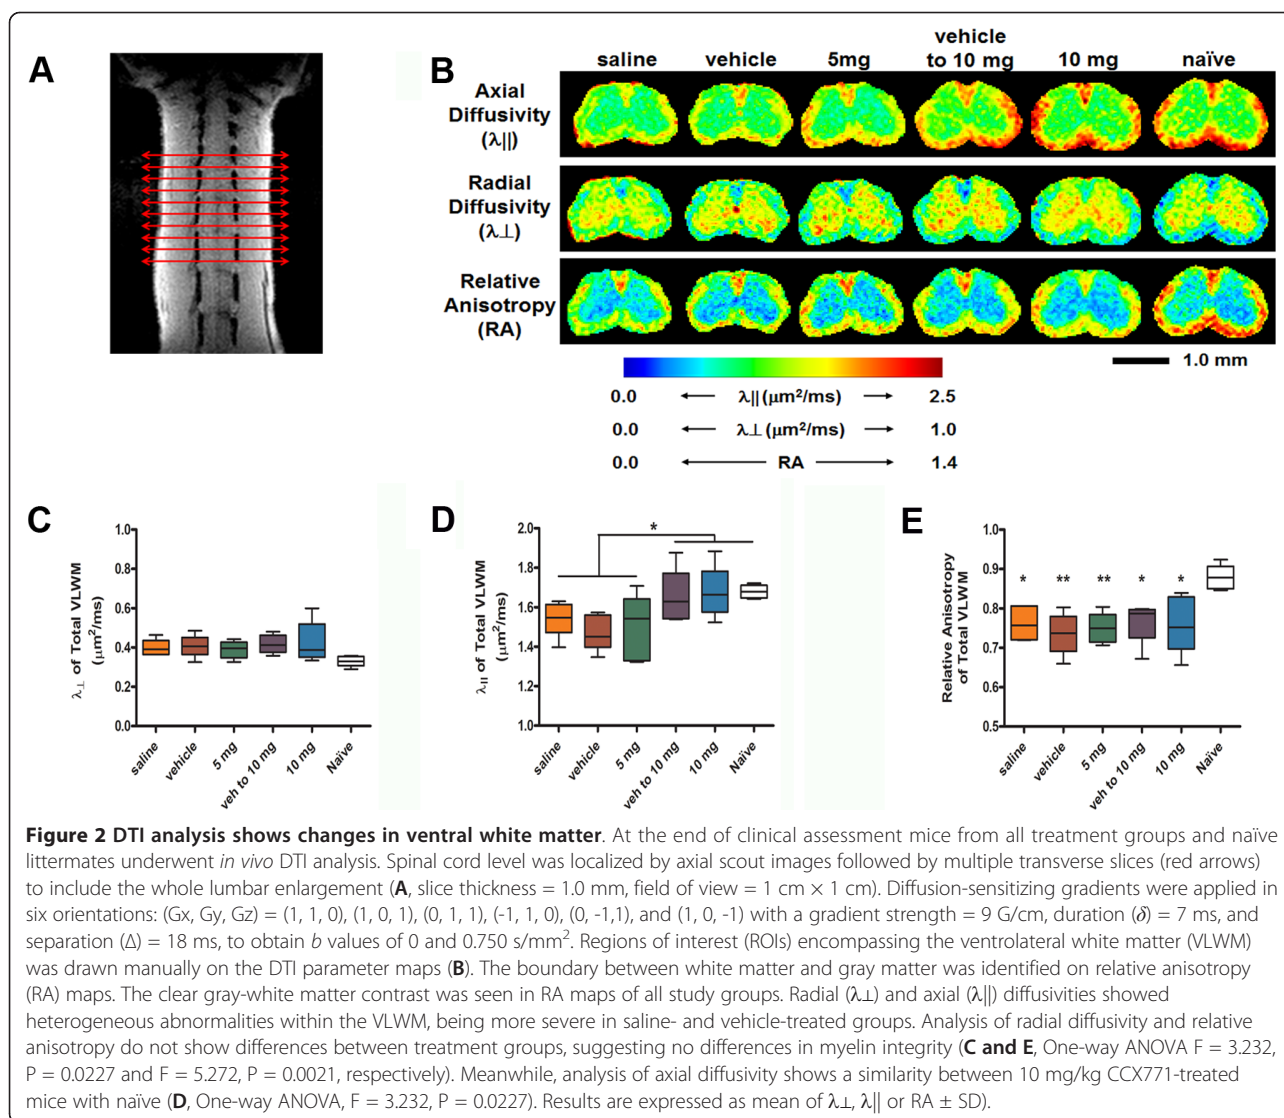 A
B
saline vehicle 5mg vehicle to 10 mg 10 mg naïve
Axial
Diffusivity
(λ||)
Radial
Diffusivity
(λ⊥)
Relative
Anisotropy
(RA)
1.0 mm
0.0 λ||(µm²/ms) 2.5
0.0 λ⊥(µm²/ms) 1.0
0.0 RA 1.4
C
λ⊥ of Total VLWM
(µm²/ms)
1.0
0.8
0.6
0.4
0.2
0.0
saline vehicle 5 mg veh to 10 mg 10 mg Naïve
D
λ|| of Total VLWM
(µm²/ms)
2.0
1.8
1.6
1.4
1.2
1.0
*
saline vehicle 5 mg veh to 10 mg 10 mg Naïve
E
Relative Anisotropy
of Total VLWM
1.0
0.9
0.8
0.7
0.6
0.5
* ** ** * *
saline vehicle 5 mg veh to 10 mg 10 mg Naïve
Figure 2 DTI analysis shows changes in ventral white matter. At the end of clinical assessment mice from all treatment groups and naïve
littermates underwent in vivo DTI analysis. Spinal cord level was localized by axial scout images followed by multiple transverse slices (red arrows)
to include the whole lumbar enlargement (A, slice thickness = 1.0 mm, field of view = 1 cm × 1 cm). Diffusion-sensitizing gradients were applied in
six orientations: (Gx, Gy, Gz) = (1, 1, 0), (1, 0, 1), (0, 1, 1), (-1, 1, 0), (0, -1,1), and (1, 0, -1) with a gradient strength = 9 G/cm, duration (δ) = 7 ms, and
separation (Δ) = 18 ms, to obtain b values of 0 and 0.750 s/mm². Regions of interest (ROIs) encompassing the ventrolateral white matter (VLWM)
was drawn manually on the DTI parameter maps (B). The boundary between white matter and gray matter was identified on relative anisotropy
(RA) maps. The clear gray-white matter contrast was seen in RA maps of all study groups. Radial (λ⊥) and axial (λ||) diffusivities showed
heterogeneous abnormalities within the VLWM, being more severe in saline- and vehicle-treated groups. Analysis of radial diffusivity and relative
anisotropy do not show differences between treatment groups, suggesting no differences in myelin integrity (C and E, One-way ANOVA F = 3.232,
P = 0.0227 and F = 5.272, P = 0.0021, respectively). Meanwhile, analysis of axial diffusivity shows a similarity between 10 mg/kg CCX771-treated
mice with naïve (D, One-way ANOVA, F = 3.232, P = 0.0227). Results are expressed as mean of λ⊥, λ|| or RA ± SD).